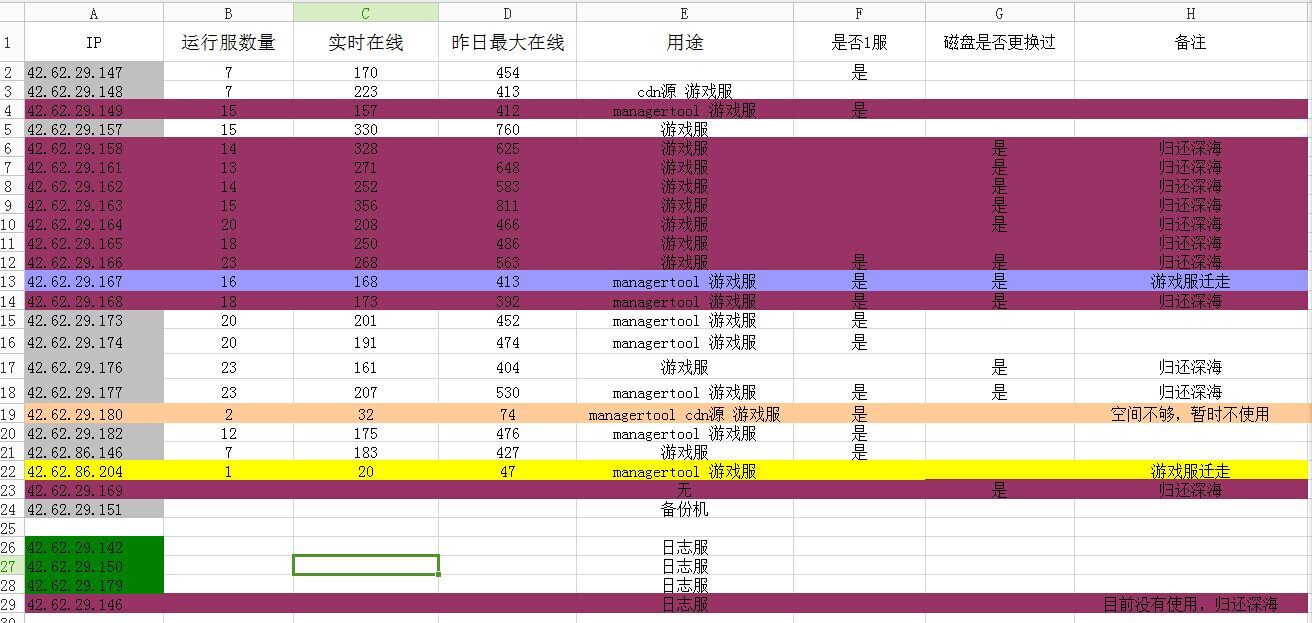 A B C D E F G H
1 IP 运行服数量 实时在线 昨日最大在线 用途 是否1服 磁盘是否更换过 备注
2 42.62.29.147 7 170 454 是
3 42.62.29.148 7 223 413 cdn源 游戏服
4 42.62.29.149 15 157 412 managertool 游戏服 是
5 42.62.29.157 15 330 760 游戏服
6 42.62.29.158 14 328 625 游戏服 是 归还深海
7 42.62.29.161 13 271 648 游戏服 是 归还深海
8 42.62.29.162 14 252 583 游戏服 是 归还深海
9 42.62.29.163 15 356 811 游戏服 是 归还深海
10 42.62.29.164 20 208 466 游戏服 是 归还深海
11 42.62.29.165 18 250 486 游戏服 归还深海
12 42.62.29.166 23 268 563 游戏服 是 是 归还深海
13 42.62.29.167 16 168 413 managertool 游戏服 是 是 游戏服迁走
14 42.62.29.168 18 173 392 managertool 游戏服 是 是 归还深海
15 42.62.29.173 20 201 452 managertool 游戏服 是
16 42.62.29.174 20 191 474 managertool 游戏服 是
17 42.62.29.176 23 161 404 游戏服 是 归还深海
18 42.62.29.177 23 207 530 managertool 游戏服 是 是 归还深海
19 42.62.29.180 2 32 74 managertool cdn源 游戏服 是 空间不够，暂时不使用
20 42.62.29.182 12 175 476 managertool 游戏服 是
21 42.62.86.146 7 183 427 游戏服 是
22 42.62.86.204 1 20 47 managertool 游戏服 游戏服迁走
23 42.62.29.169 无 是 归还深海
24 42.62.29.151 备份机
25
26 42.62.29.142 日志服
27 42.62.29.150 日志服
28 42.62.29.179 日志服
29 42.62.29.146 日志服 目前没有使用，归还深海